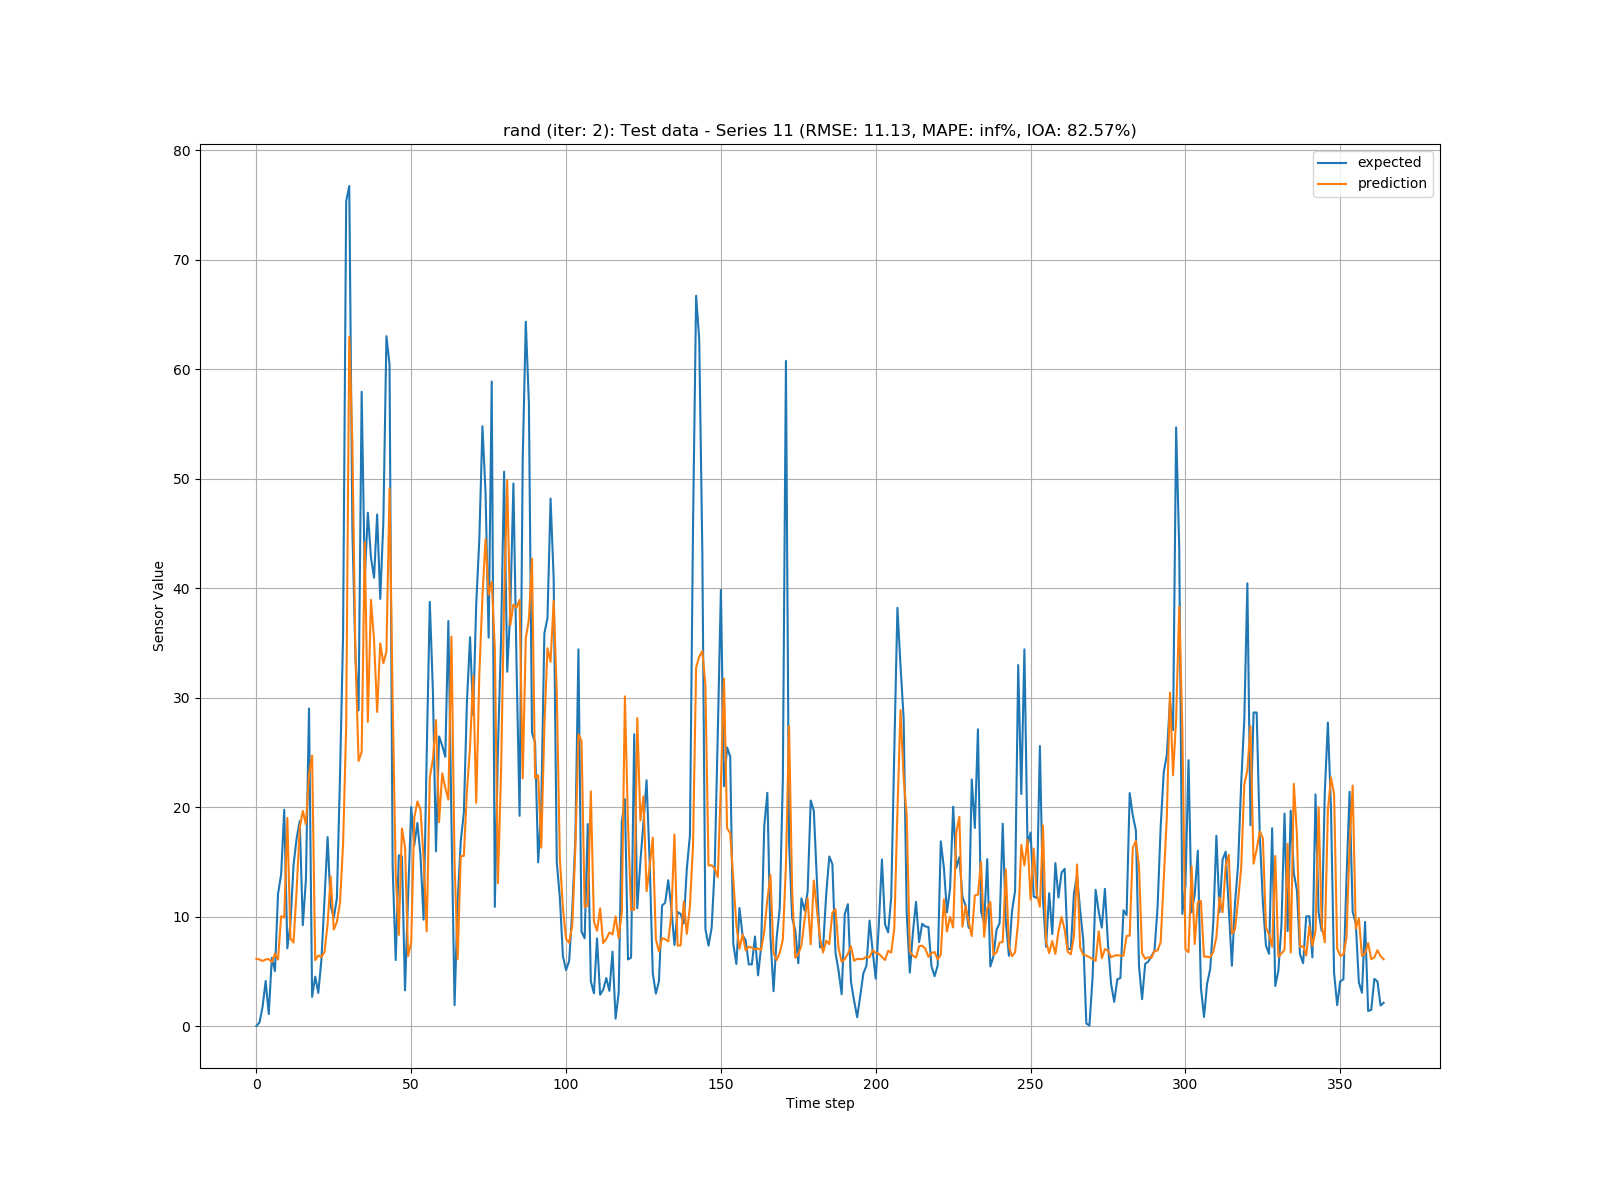 rand (iter: 2): Test data - Series 11 (RMSE: 11.13, MAPE: inf%, IOA: 82.57%)
expected
prediction
80
70
60
50
40
30
20
10
0
Sensor Value
0 50 100 150 200 250 300 350
Time step